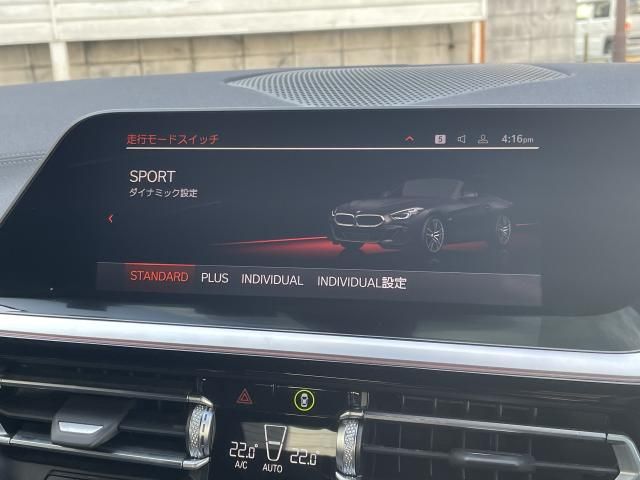 走行モードスイッチ 5 4:16pm
SPORT
ダイナミック設定
STANDARD PLUS INDIVIDUAL INDIVIDUAL設定
22.0° 22.0°
A/C AUTO